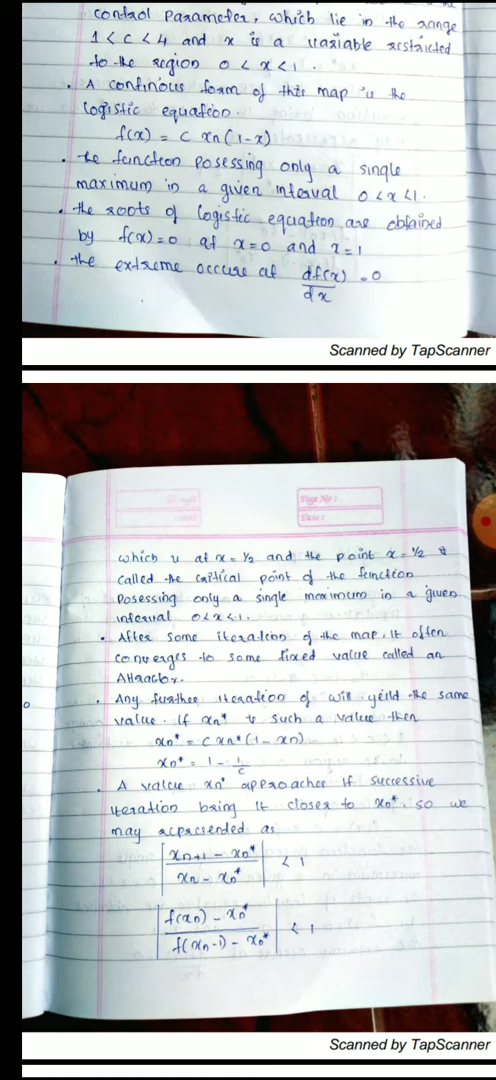 control parameter, which lie in the range
1 < c < 4 and x is a variable restricted
to the region 0 < x < 1.
. A continous form of this map is the
logistic equation.
f(x) = c xn (1-x)
. the function posessing only a single
maximum in a given interval 0<x<1.
. the roots of logistic equation are obtained
by f(x)=0 at x=0 and x=1
. the extreme occurs at df(x)/dx = 0
Scanned by TapScanner
Page No :
Date :
which is at x = 1/2 and the point x = 1/2 is
called the critical point of the function
Posessing only a single maximum in a given
interval 0<x<1.
. After some iteration of the map, it often
converges to some fixed value called an
Attractor.
. Any further iteration of will yeild the same
value. If xn* is such a value then
xn* = c xn* (1 - xn)
xn* = 1 - 1/c
. A value xn* approaches if successive
iteration bring it closer to xn*, so we
may represented as
| xn+1 - xn* / xn - xn* | < 1
| f(xn) - xn* / f(xn-1) - xn* | < 1
Scanned by TapScanner